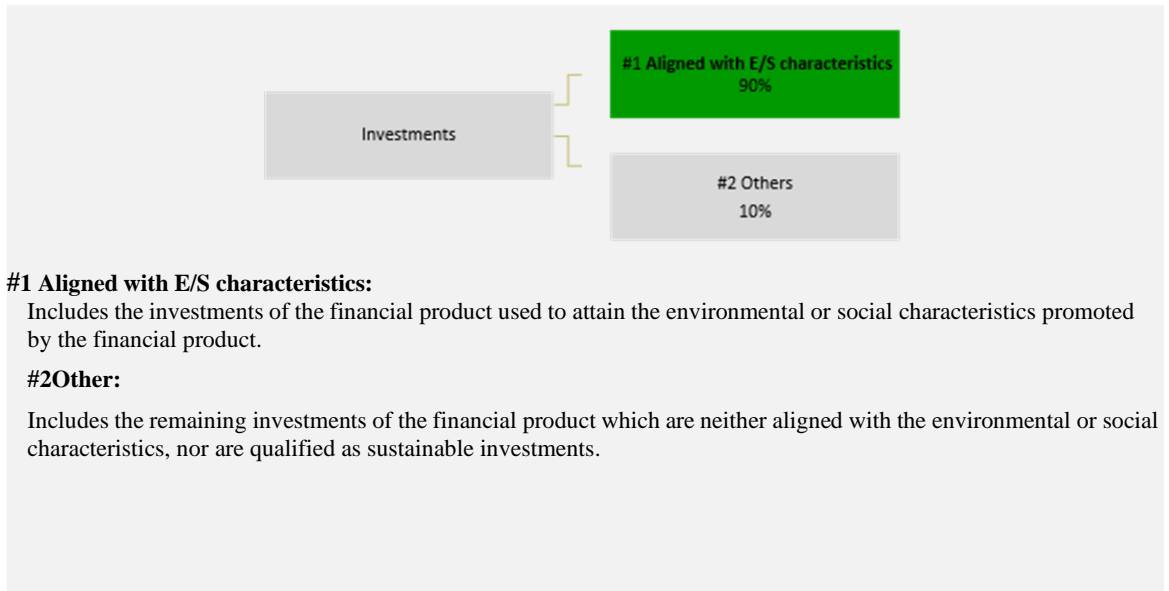 #1 Aligned with E/S characteristics
90%
Investments
#2 Others
10%
#1 Aligned with E/S characteristics:
Includes the investments of the financial product used to attain the environmental or social characteristics promoted
by the financial product.
#2Other:
Includes the remaining investments of the financial product which are neither aligned with the environmental or social
characteristics, nor are qualified as sustainable investments.